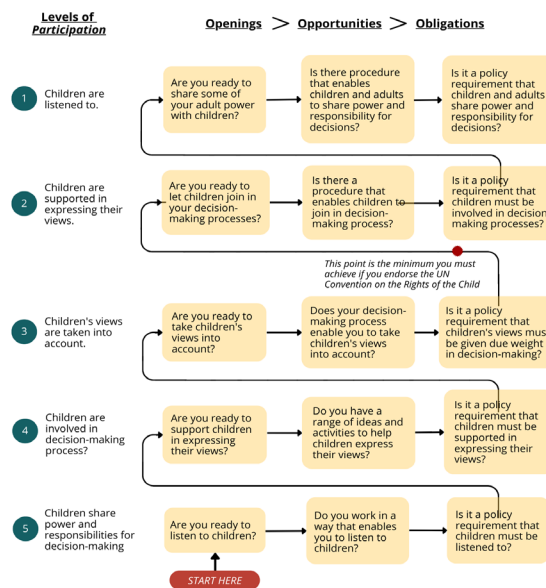 Levels of
Participation
Openings > Opportunities > Obligations
1
Children are
listened to.
Are you ready to
share some of
your adult power
with children?
Is there procedure
that enables
children and adults
to share power and
responsibility for
decisions?
Is it a policy
requirement that
children and adults
share power and
responsibility for
decisions?
2
Children are
supported in
expressing their
views.
Are you ready to
let children join in
your decision-
making processes?
Is there a
procedure that
enables children to
join in decision-
making process?
Is it a policy
requirement that
children must be
involved in decision
making processes?
This point is the minimum you must
achieve if you endorse the UN
Convention on the Rights of the Child
3
Children's views
are taken into
account.
Are you ready to
take children's
views into
account?
Does your decision-
making process
enable you to take
children's views
into account?
Is it a policy
requirement that
children's views must
be given due weight
in decision-making?
4
Children are
involved in
decision-making
process?
Are you ready to
support children
in expressing
their views?
Do you have a
range of ideas and
activities to help
children express
their views?
Is it a policy
requirement that
children must be
supported in
expressing their
views?
5
Children share
power and
responsibilities for
decision-making
Are you ready to
listen to children?
Do you work in a
way that enables
you to listen to
children?
Is it a policy
requirement that
children must be
listened to?
START HERE